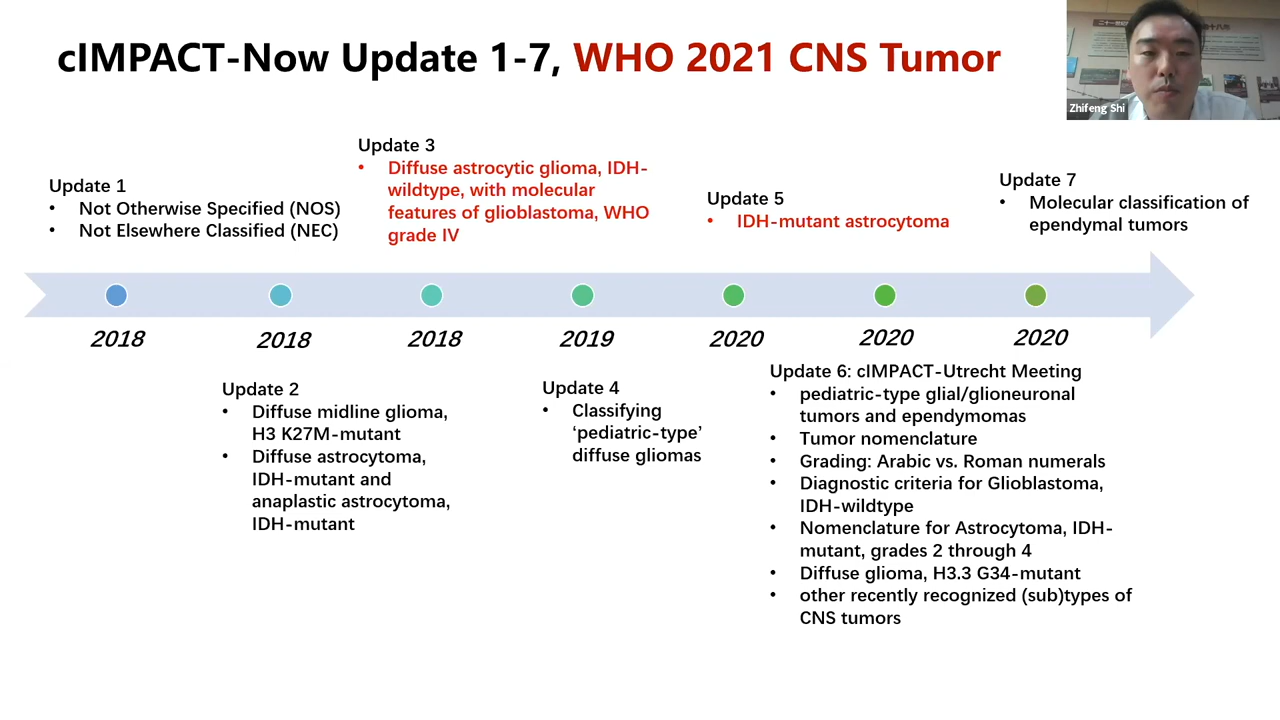 cIMPACT-Now Update 1-7, WHO 2021 CNS Tumor
Zhifeng Shi
Update 1
• Not Otherwise Specified (NOS)
• Not Elsewhere Classified (NEC)
Update 3
• Diffuse astrocytic glioma, IDH-
wildtype, with molecular
features of glioblastoma, WHO
grade IV
Update 5
• IDH-mutant astrocytoma
Update 7
• Molecular classification of
ependymal tumors
2018
2018
2018
2019
2020
2020
2020
Update 2
• Diffuse midline glioma,
H3 K27M-mutant
• Diffuse astrocytoma,
IDH-mutant and
anaplastic astrocytoma,
IDH-mutant
Update 4
• Classifying
‘pediatric-type’
diffuse gliomas
Update 6: cIMPACT-Utrecht Meeting
• pediatric-type glial/glioneuronal
tumors and ependymomas
• Tumor nomenclature
• Grading: Arabic vs. Roman numerals
• Diagnostic criteria for Glioblastoma,
IDH-wildtype
• Nomenclature for Astrocytoma, IDH-
mutant, grades 2 through 4
• Diffuse glioma, H3.3 G34-mutant
• other recently recognized (sub)types of
CNS tumors